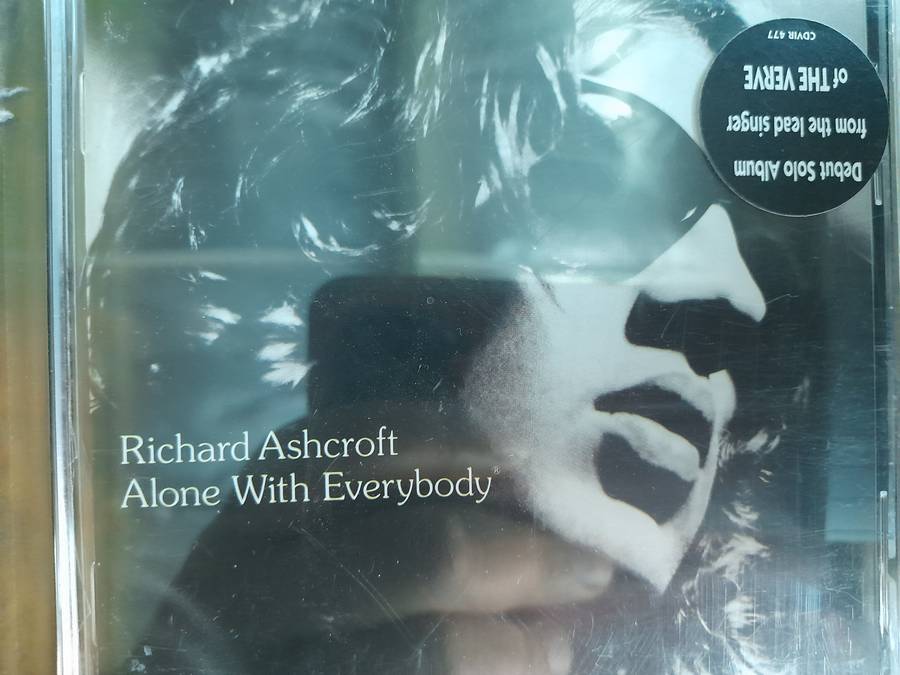 Richard Ashcroft
Alone With Everybody®
Debut Solo Album
from the lead singer
of THE VERVE
CDVIR 477